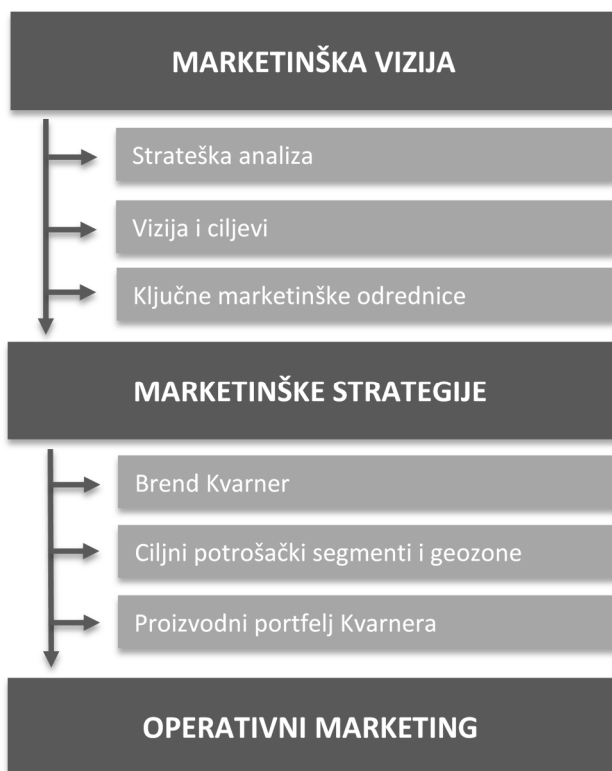 MARKETINŠKA VIZIJA
Strateška analiza
Vizija i ciljevi
Ključne marketinške odrednice
MARKETINŠKE STRATEGIJE
Brend Kvarner
Ciljni potrošački segmenti i geozone
Proizvodni portfelj Kvarnera
OPERATIVNI MARKETING